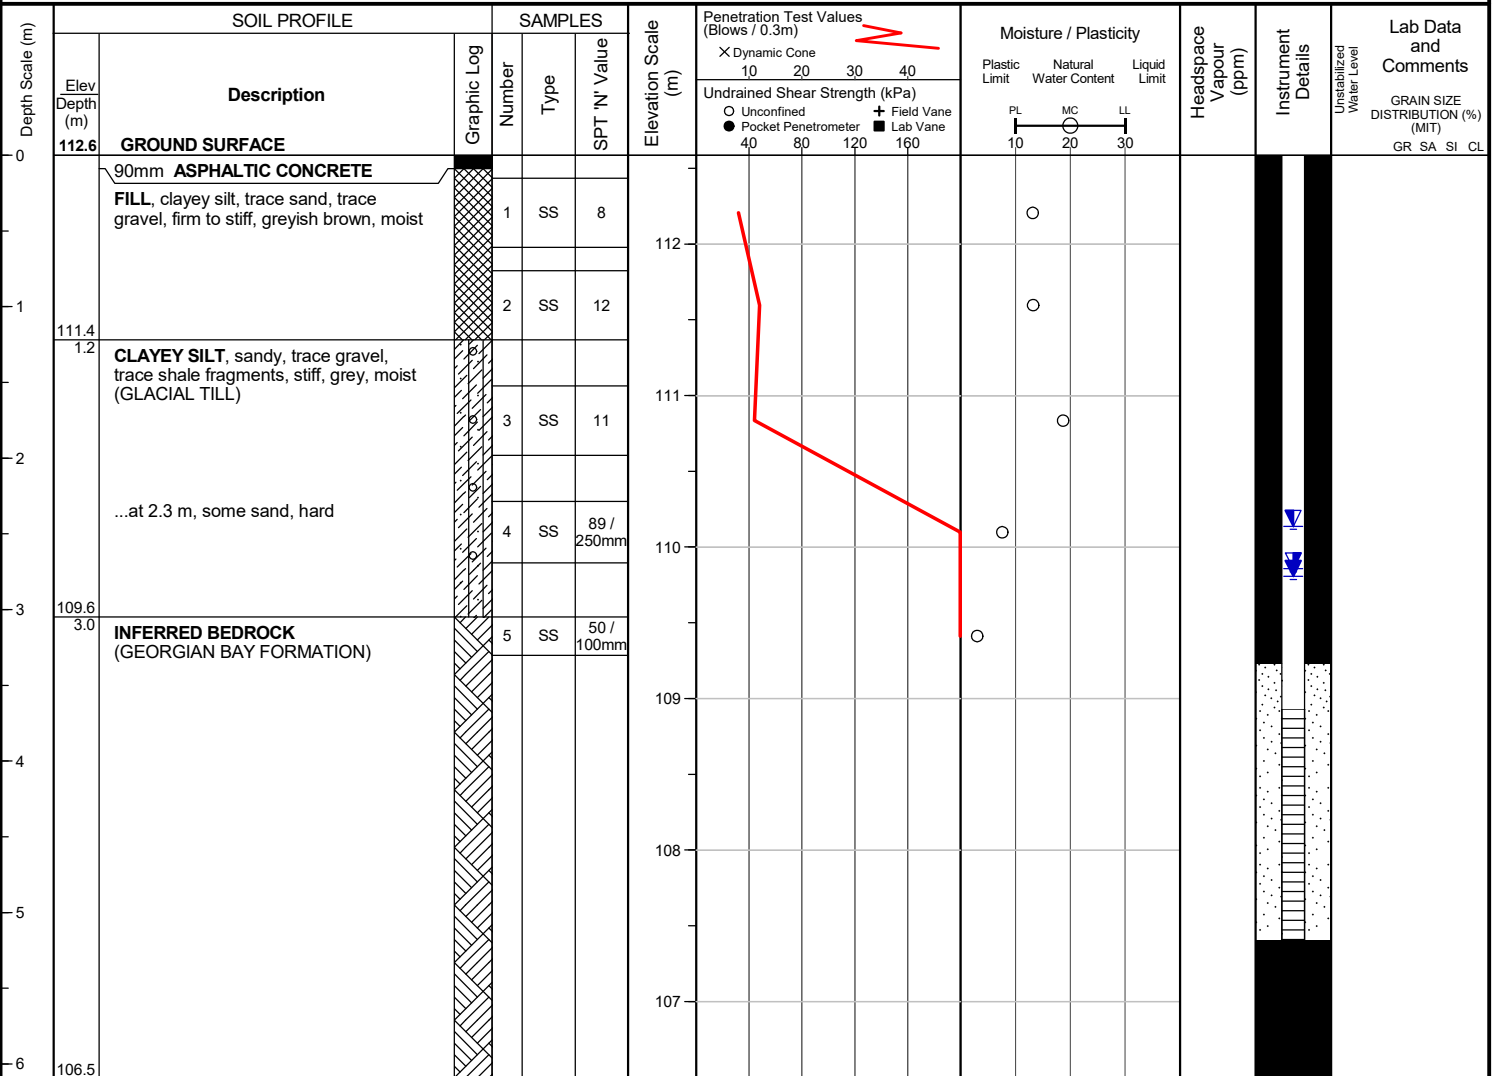 SOIL PROFILE
SAMPLES
Depth Scale (m)
Elev
Depth
(m)
Description
Graphic Log
Number
Type
SPT 'N' Value
Elevation Scale
(m)
Penetration Test Values
(Blows / 0.3m)
X Dynamic Cone
10 20 30 40
Undrained Shear Strength (kPa)
Unconfined
Field Vane
Pocket Penetrometer
Lab Vane
40 80 120 160
Moisture / Plasticity
Plastic
Limit
Natural
Water Content
Liquid
Limit
PL MC LL
10 20 30
Headspace
Vapour
(ppm)
Instrument
Details
Unstabilized
Water Level
Lab Data
and
Comments
GRAIN SIZE
DISTRIBUTION (%)
(MIT)
GR SA SI CL
112.6 GROUND SURFACE
0
90mm ASPHALTIC CONCRETE
FILL, clayey silt, trace sand, trace
gravel, firm to stiff, greyish brown, moist
1 SS 8
112
1
2 SS 12
111.4
1.2
CLAYEY SILT, sandy, trace gravel,
trace shale fragments, stiff, grey, moist
(GLACIAL TILL)
111
3 SS 11
2
...at 2.3 m, some sand, hard
4 SS 89 /
250mm
110
3
109.6
3.0
INFERRED BEDROCK
(GEORGIAN BAY FORMATION)
5 SS 50 /
100mm
109
4
108
5
107
6
106.5